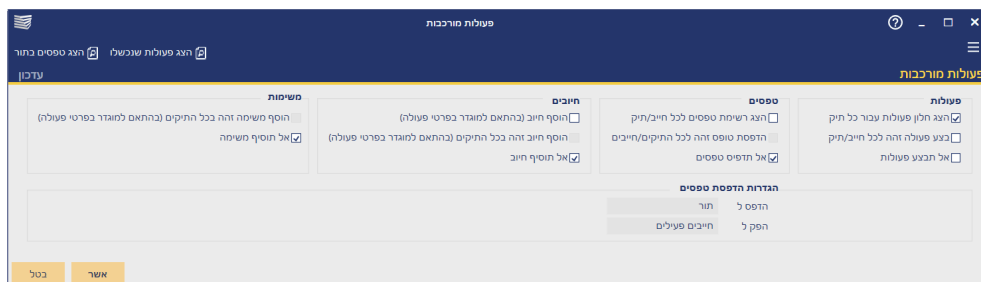 פעולות מורכבות
הצג פעולות שנכשלו
הצג טפסים בתור
פעולות מורכבות
עדכון
פעולות
הצג חלון פעולות עבור כל תיק
בצע פעולה זהה לכל חייב/תיק
אל תבצע פעולות
טפסים
הצג רשימת טפסים לכל חייב/תיק
הדפסת טופס זהה לכל התיקים/חייבים
אל תדפיס טפסים
חיובים
הוסף חיוב (בהתאם למוגדר בפרטי פעולה)
הוסף חיוב זהה בכל התיקים (בהתאם למוגדר בפרטי פעולה)
אל תוסיף חיוב
משימות
הוסף משימה זהה בכל התיקים (בהתאם למוגדר בפרטי פעולה)
אל תוסיף משימה
הגדרות הדפסת טפסים
הדפס ל תור
הפק ל חייבים פעילים
אשר
בטל